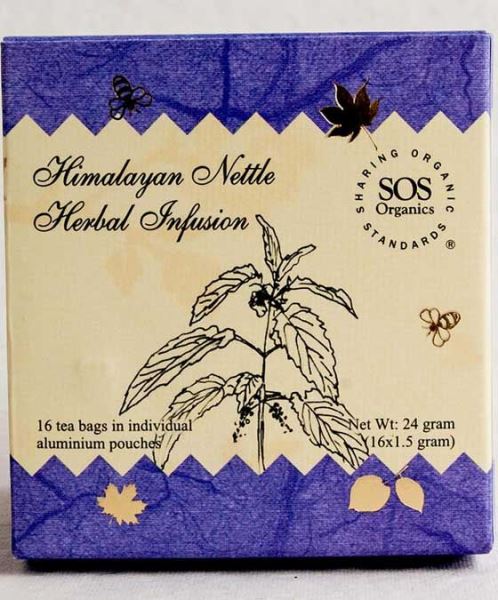 Himalayan Nettle
Herbal Infusion
SHARING ORGANIC
SOS
Organics
STANDARDS ®
16 tea bags in individual
aluminium pouches
Net Wt: 24 gram
(16x1.5 gram)